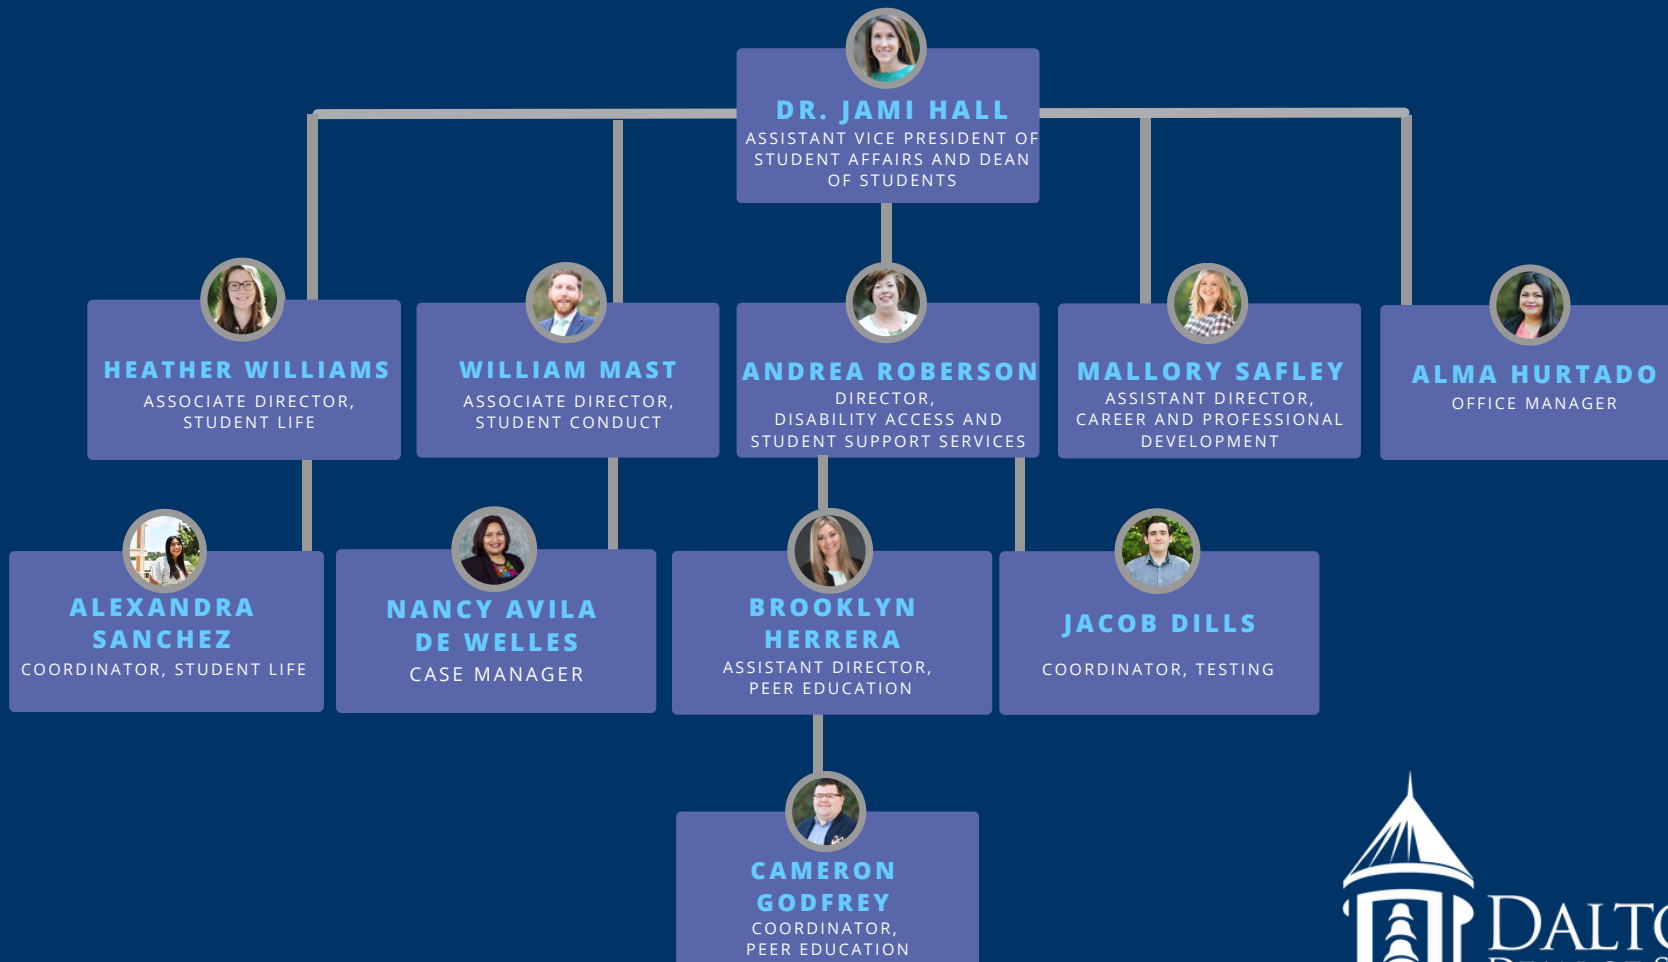 DR. JAMI HALL
ASSISTANT VICE PRESIDENT OF
STUDENT AFFAIRS AND DEAN
OF STUDENTS
HEATHER WILLIAMS
ASSOCIATE DIRECTOR,
STUDENT LIFE
WILLIAM MAST
ASSOCIATE DIRECTOR,
STUDENT CONDUCT
ANDREA ROBERSON
DIRECTOR,
DISABILITY ACCESS AND
STUDENT SUPPORT SERVICES
MALLORY SAFLEY
ASSISTANT DIRECTOR,
CAREER AND PROFESSIONAL
DEVELOPMENT
ALMA HURTADO
OFFICE MANAGER
ALEXANDRA
SANCHEZ
COORDINATOR, STUDENT LIFE
NANCY AVILA
DE WELLES
CASE MANAGER
BROOKLYN
HERRERA
ASSISTANT DIRECTOR,
PEER EDUCATION
JACOB DILLS
COORDINATOR, TESTING
CAMERON
GODFREY
COORDINATOR,
PEER EDUCATION